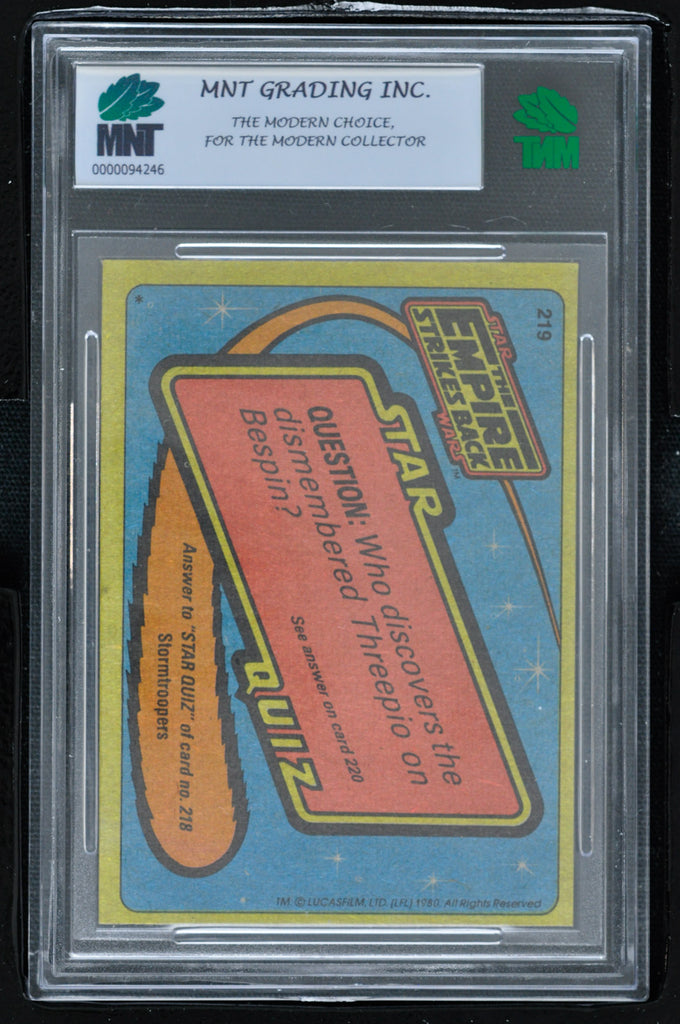 MNT GRADING INC.
THE MODERN CHOICE,
FOR THE MODERN COLLECTOR
MNT
0000094246
MNT
219
STAR
THE
EMPIRE
STRIKES BACK
WARS™
STAR
QUESTION: Who discovers the
dismembered Threepio on
Bespin?
See answer on card 220
QUIZ
Answer to "STAR QUIZ" of card no. 218
Stormtroopers
*
TM © LUCASFILM, LTD. (LFL) 1980. All Rights Reserved